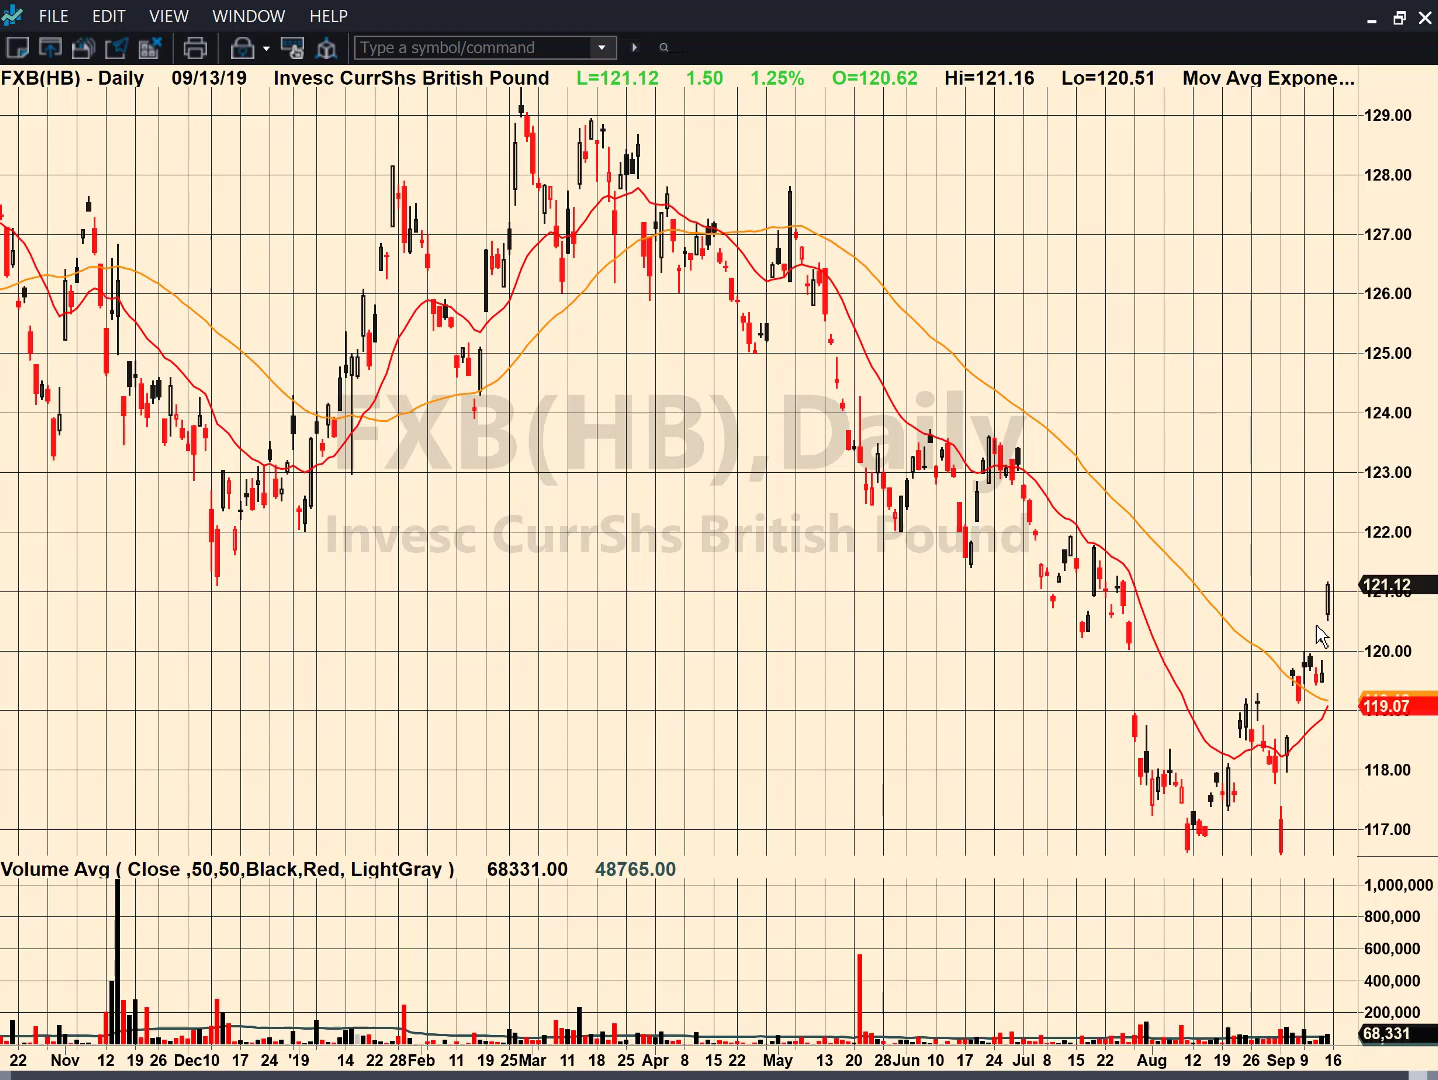 FILE EDIT VIEW WINDOW HELP
Type a symbol/command
FXB(HB) - Daily 09/13/19 Invesc CurrShs British Pound L=121.12 1.50 1.25% O=120.62 Hi=121.16 Lo=120.51 Mov Avg Expone...
129.00
128.00
127.00
126.00
125.00
124.00
FXB(HB),Daily
123.00
122.00
Invesc CurrShs British Pound
121.12
121.00
120.00
119.07
118.00
117.00
Volume Avg ( Close ,50,50,Black,Red, LightGray ) 68331.00 48765.00
1,000,000
800,000
600,000
400,000
200,000
68,331
22 Nov 12 19 26 Dec10 17 24 '19 14 22 28Feb 11 19 25Mar 11 18 25 Apr 8 15 22 May 13 20 28Jun 10 17 24 Jul 8 15 22 Aug 12 19 26 Sep 9 16